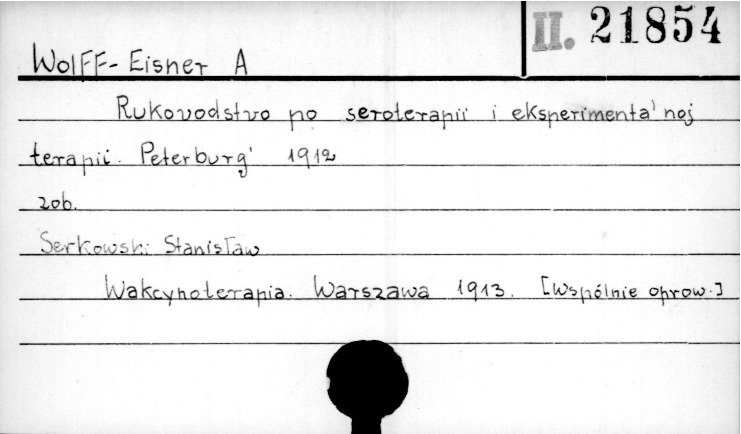 II. 21854
Wolff-Eisner A
Rukovodstvo po seroterapii i eksperimenta'noj
terapii. Peterburg' 1912
zob.
Serkowski Stanisław
Wakcynoterapia. Warszawa 1913. [Wspólnie oprow.]